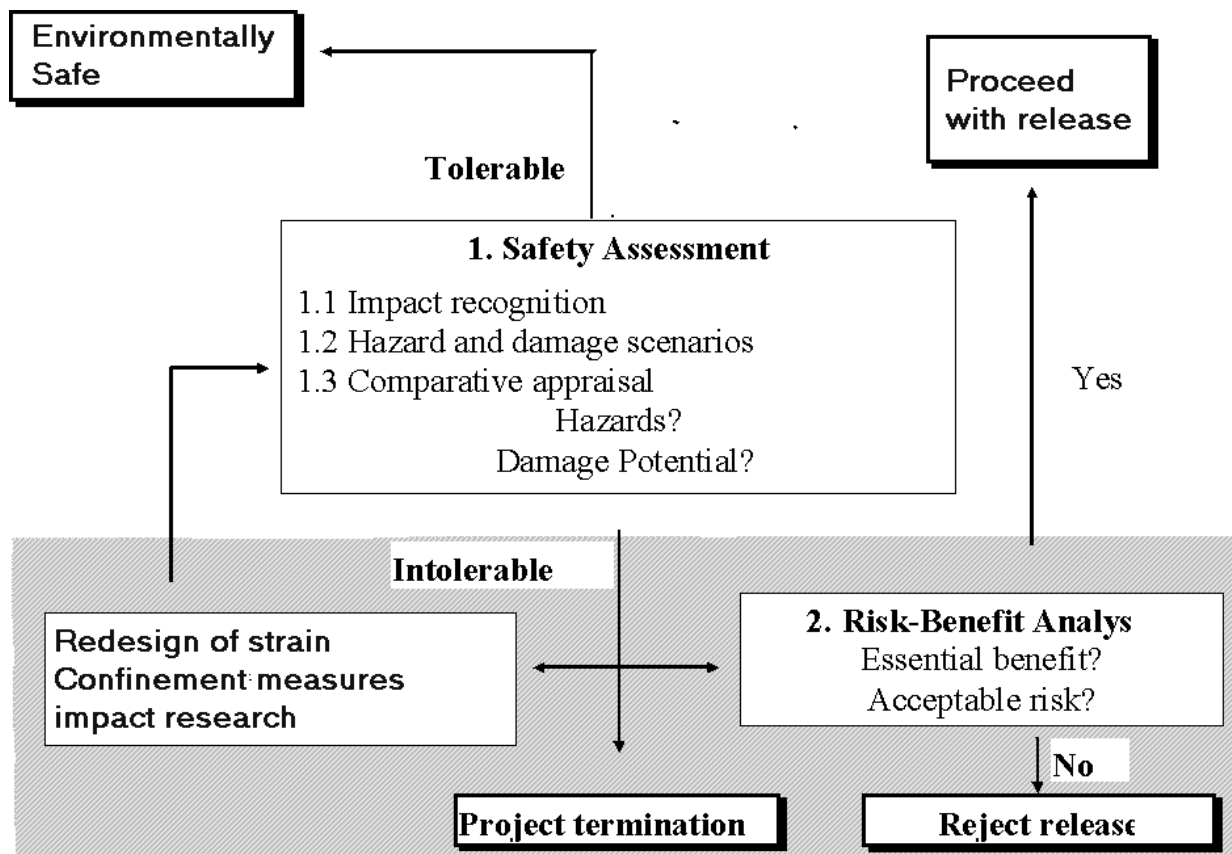 Environmentally
Safe
Proceed
with release
Tolerable
1. Safety Assessment
1.1 Impact recognition
1.2 Hazard and damage scenarios
1.3 Comparative appraisal
Hazards?
Damage Potential?
Yes
Intolerable
Redesign of strain
Confinement measures
impact research
2. Risk-Benefit Analys
Essential benefit?
Acceptable risk?
No
Project termination
Reject release